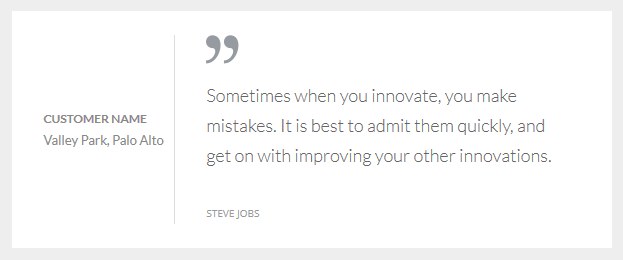 CUSTOMER NAME
Valley Park, Palo Alto
”
Sometimes when you innovate, you make
mistakes. It is best to admit them quickly, and
get on with improving your other innovations.
STEVE JOBS